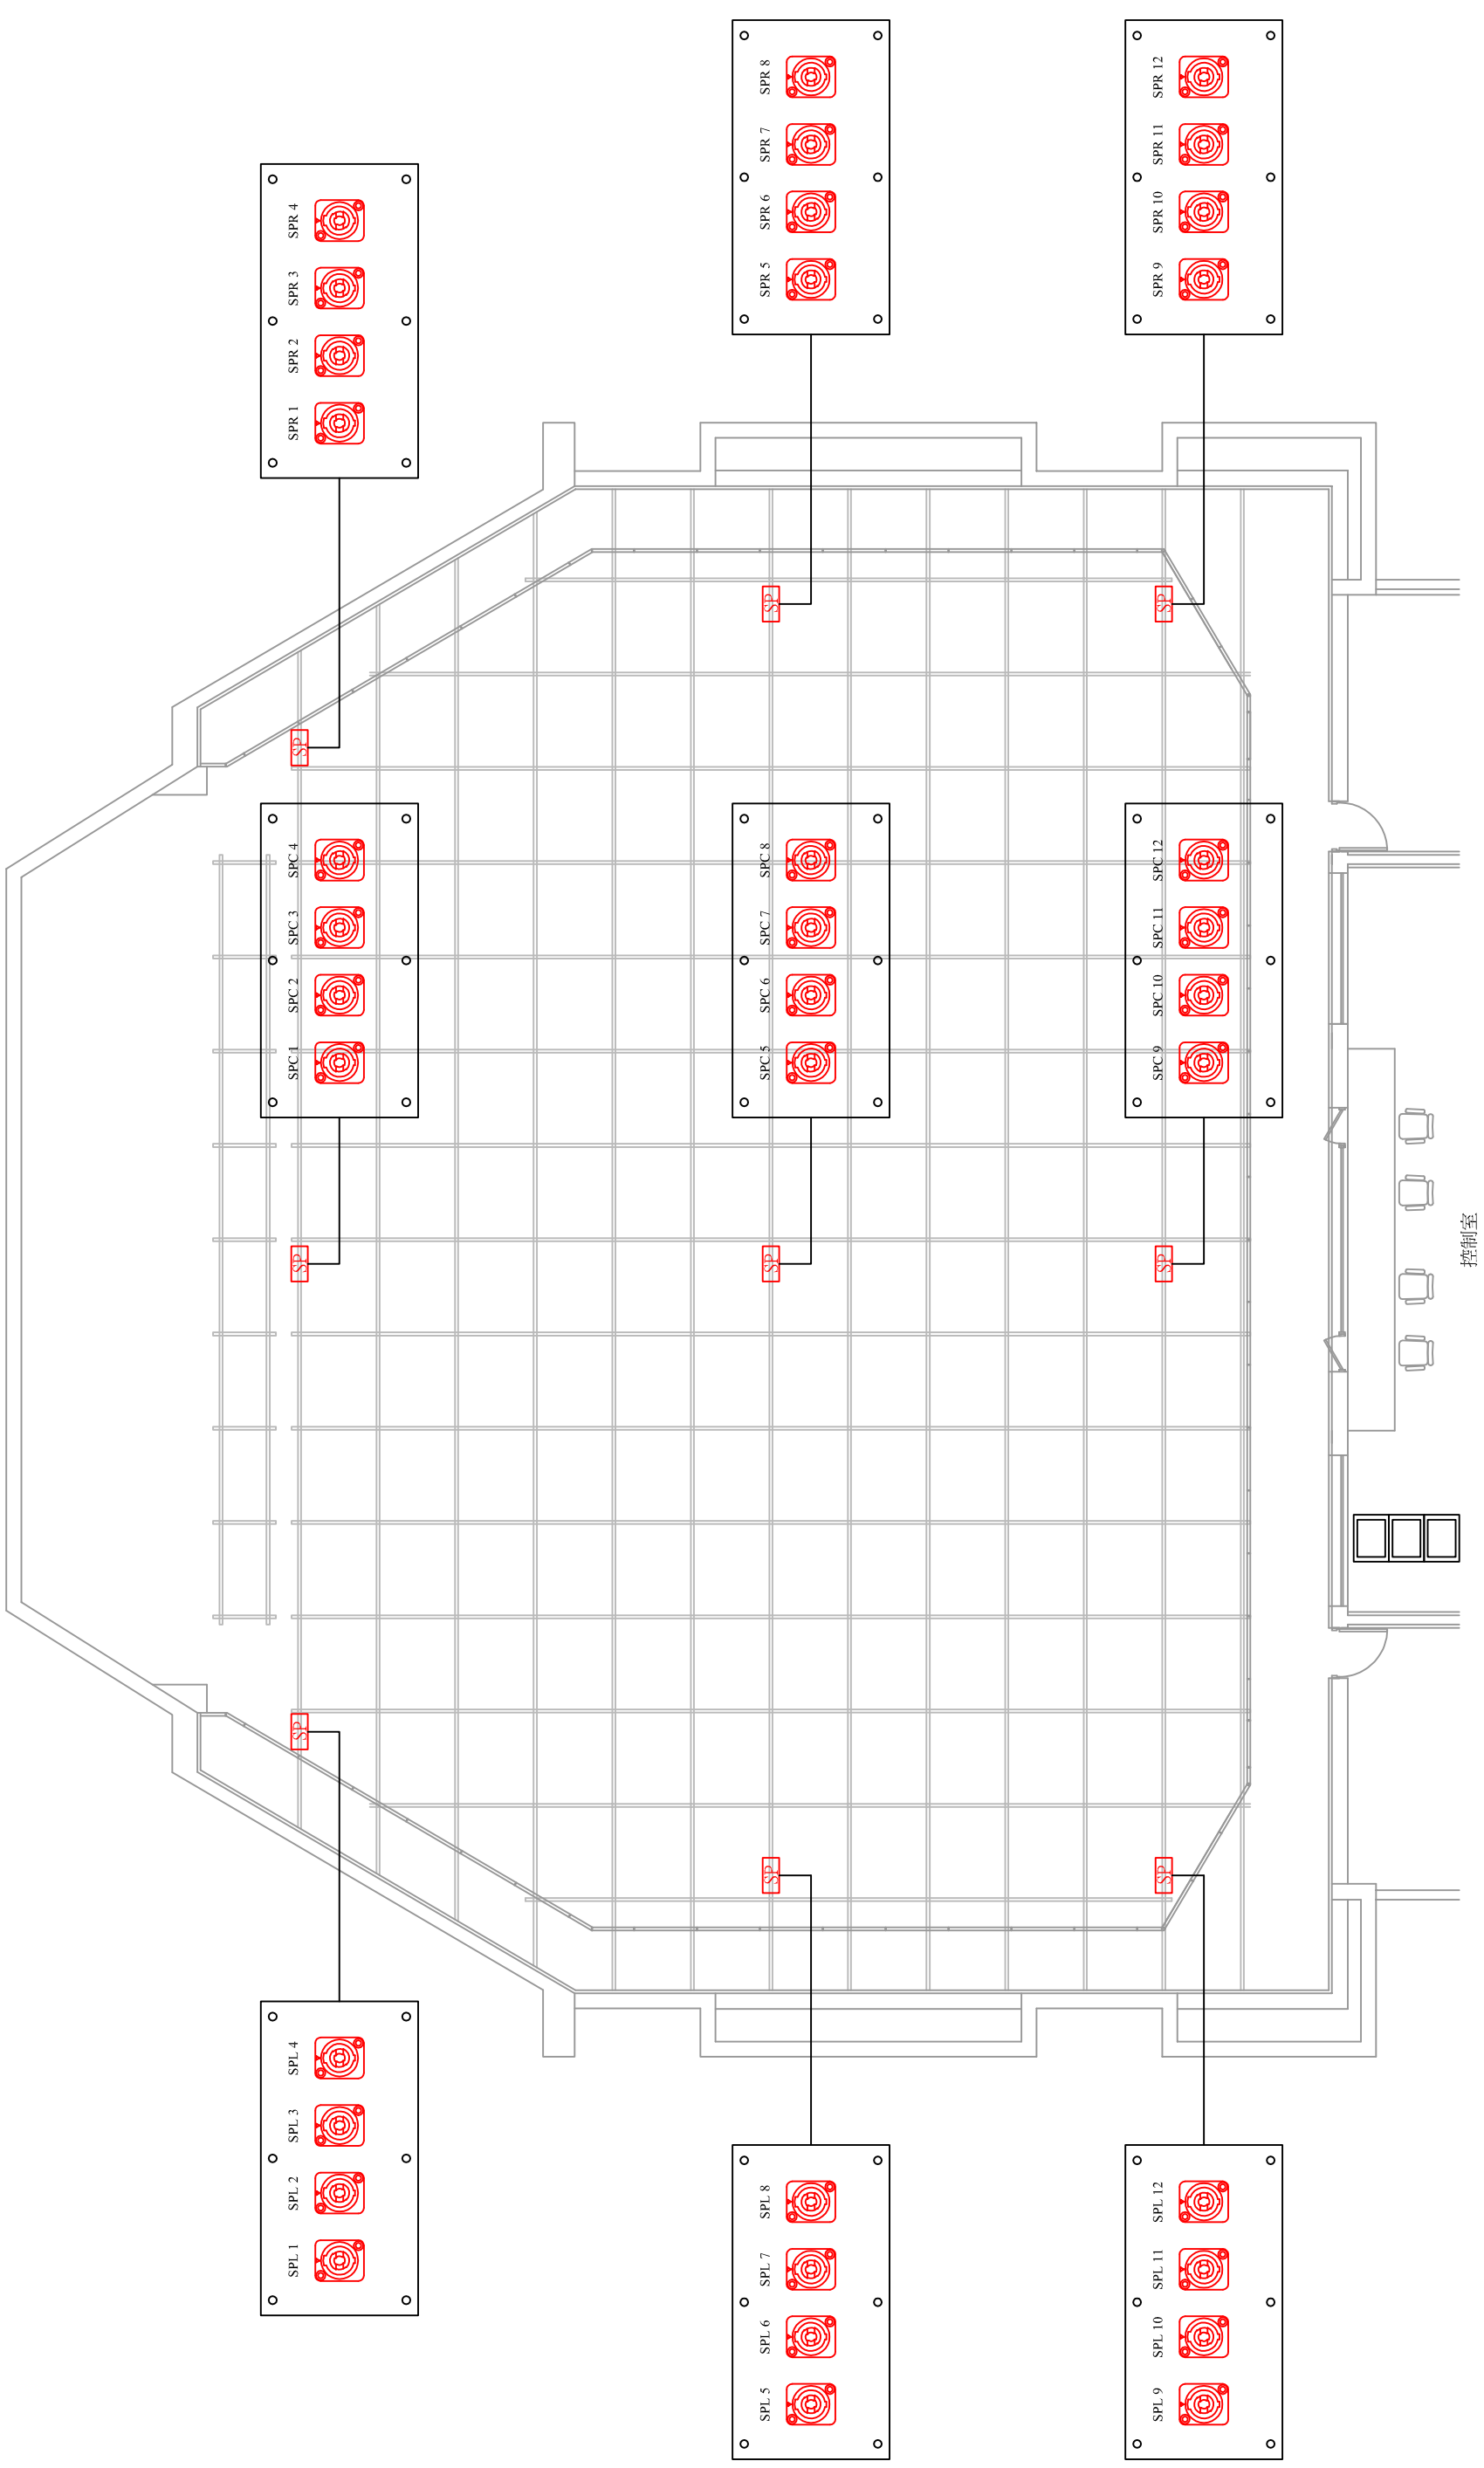 SPL 1
SPL 2
SPL 3
SPL 4
SPC 1
SPC 2
SPC 3
SPC 4
SPR 1
SPR 2
SPR 3
SPR 4
SP
SP
SP
SPL 5
SPL 6
SPL 7
SPL 8
SPC 5
SPC 6
SPC 7
SPC 8
SPR 5
SPR 6
SPR 7
SPR 8
SP
SP
SP
SPL 9
SPL 10
SPL 11
SPL 12
SPC 9
SPC 10
SPC 11
SPC 12
SPR 9
SPR 10
SPR 11
SPR 12
SP
SP
SP
控制室